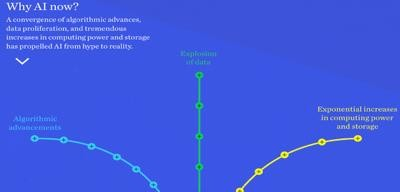 Why AI now?
A convergence of algorithmic advances,
data proliferation, and tremendous
increases in computing power and storage
has propelled AI from hype to reality.
Explosion
of data
Algorithmic
advancements
Exponential increases
in computing power
and storage